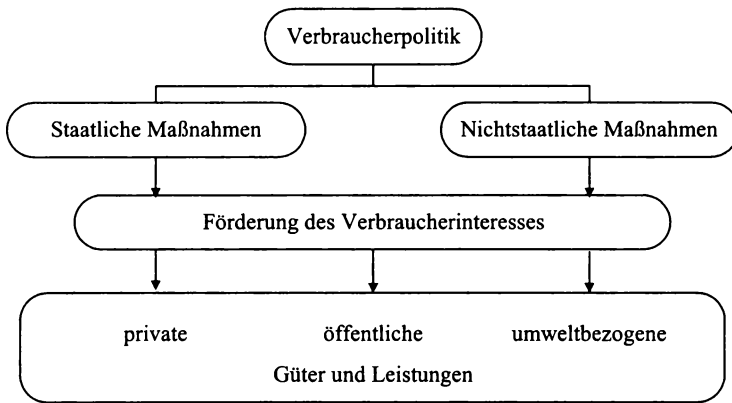 Verbraucherpolitik
Staatliche Maßnahmen
Nichtstaatliche Maßnahmen
Förderung des Verbraucherinteresses
private öffentliche umweltbezogene
Güter und Leistungen